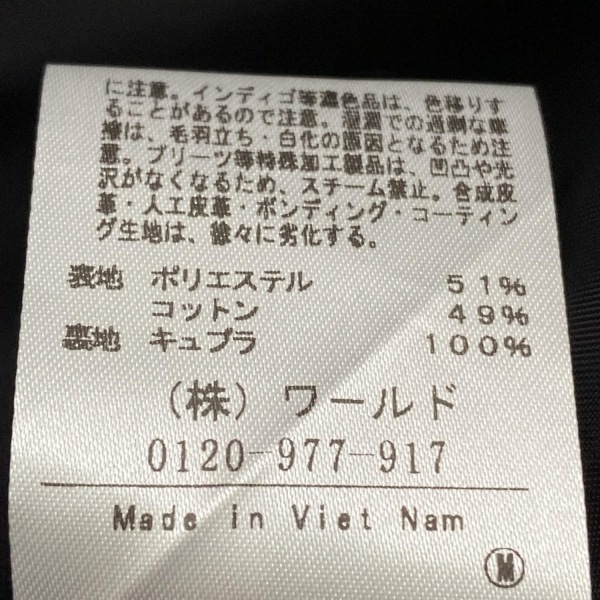 に注意。インディゴ等濃色品は、色移りす
ることがあるので注意。湿潤での過剰な摩
擦は、毛羽立ち・白化の原因となるため注
意。プリーツ等特殊加工製品は、凹凸や光
沢がなくなるため、スチーム禁止。合成皮
革・人工皮革・ボンディング・コーティン
グ生地は、徐々に劣化する。
表地 ポリエステル 51%
コットン 49%
裏地 キュプラ 100%
(株)ワールド
0120-977-917
Made in Viet Nam
M